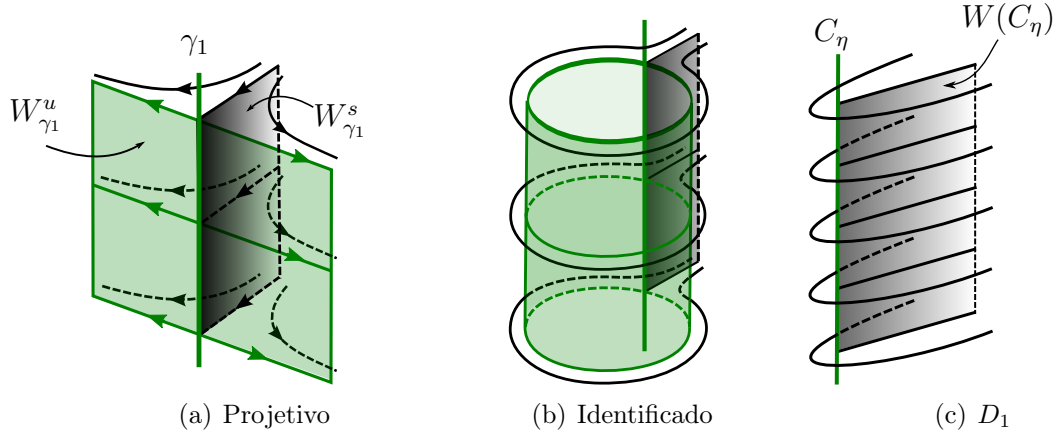 γ₁
W^u_{γ₁}
W^s_{γ₁}
C_η
W(C_η)
(a) Projetivo
(b) Identificado
(c) D₁